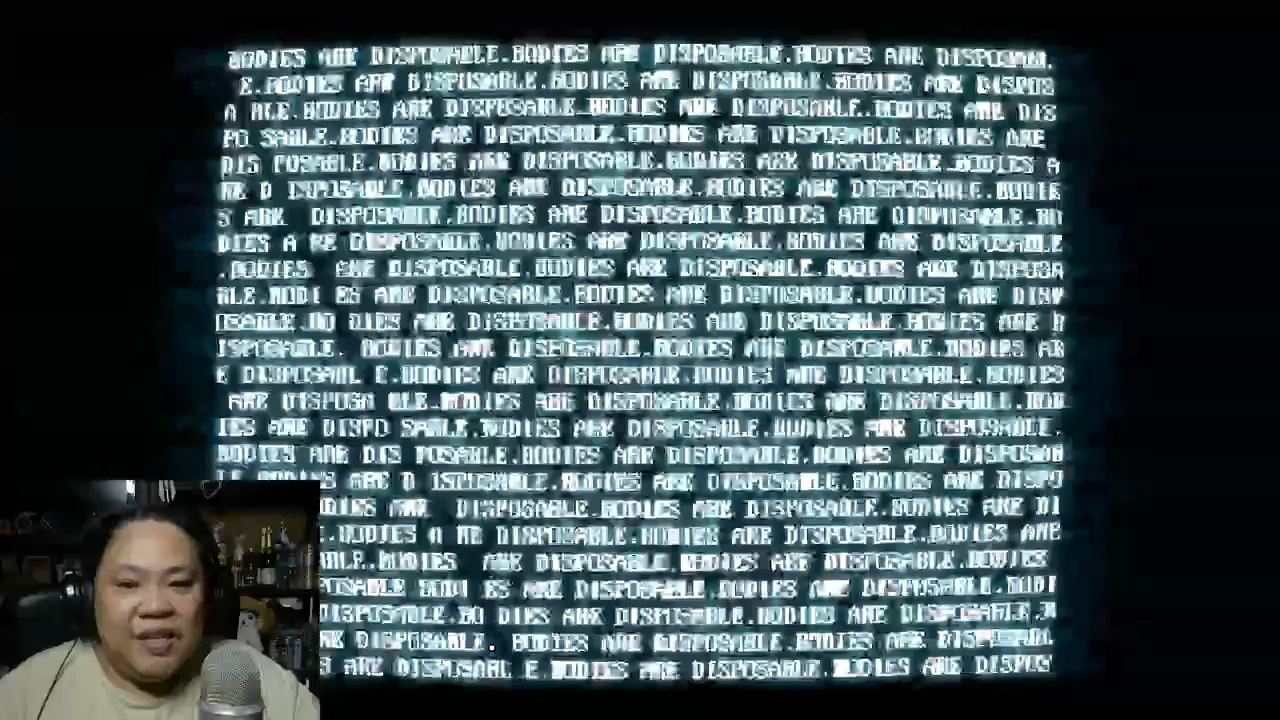 BODIES ARE DISPOSABLE.BODIES ARE DISPOSABLE.BODIES ARE DISPOSABL
E.BODIES ARE DISPOSABLE.BODIES ARE DISPOSABLE.BODIES ARE DISPOS
A BLE.BODIES ARE DISPOSABLE.BODIES ARE DISPOSABLE.BODIES ARE DIS
PO SABLE.BODIES ARE DISPOSABLE.BODIES ARE DISPOSABLE.BODIES ARE
DIS POSABLE.BODIES ARE DISPOSABLE.BODIES ARE DISPOSABLE.BODIES A
RE D ISPOSABLE.BODIES ARE DISPOSABLE.BODIES ARE DISPOSABLE.BODIE
S ARE  DISPOSABLE.BODIES ARE DISPOSABLE.BODIES ARE DISPOSABLE.BO
DIES A RE DISPOSABLE.BODIES ARE DISPOSABLE.BODIES ARE DISPOSABLE
.BODIES  ARE DISPOSABLE.BODIES ARE DISPOSABLE.BODIES ARE DISPOSA
BLE.BODI ES ARE DISPOSABLE.BODIES ARE DISPOSABLE.BODIES ARE DISP
OSABLE.BO DIES ARE DISPOSABLE.BODIES ARE DISPOSABLE.BODIES ARE D
ISPOSABLE. BODIES ARE DISPOSABLE.BODIES ARE DISPOSABLE.BODIES AR
E DISPOSABL E.BODIES ARE DISPOSABLE.BODIES ARE DISPOSABLE.BODIES
ARE DISPOSA BLE.BODIES ARE DISPOSABLE.BODIES ARE DISPOSABLE.BOD
IES ARE DISPO SABLE.BODIES ARE DISPOSABLE.BODIES ARE DISPOSABLE.
BODIES ARE DIS POSABLE.BODIES ARE DISPOSABLE.BODIES ARE DISPOSAB
LE.BODIES ARE D ISPOSABLE.BODIES ARE DISPOSABLE.BODIES ARE DISPO
DIES ARE  DISPOSABLE.BODIES ARE DISPOSABLE.BODIES ARE DI
.BODIES A RE DISPOSABLE.BODIES ARE DISPOSABLE.BODIES ARE
BLE.BODIES  ARE DISPOSABLE.BODIES ARE DISPOSABLE.BODIES
OSABLE.BODI ES ARE DISPOSABLE.BODIES ARE DISPOSABLE.BODI
DISPOSABLE.BO DIES ARE DISPOSABLE.BODIES ARE DISPOSABLE.B
RE DISPOSABLE. BODIES ARE DISPOSABLE.BODIES ARE DISPOSABL
S ARE DISPOSABL E.BODIES ARE DISPOSABLE.BODIES ARE DISPOS